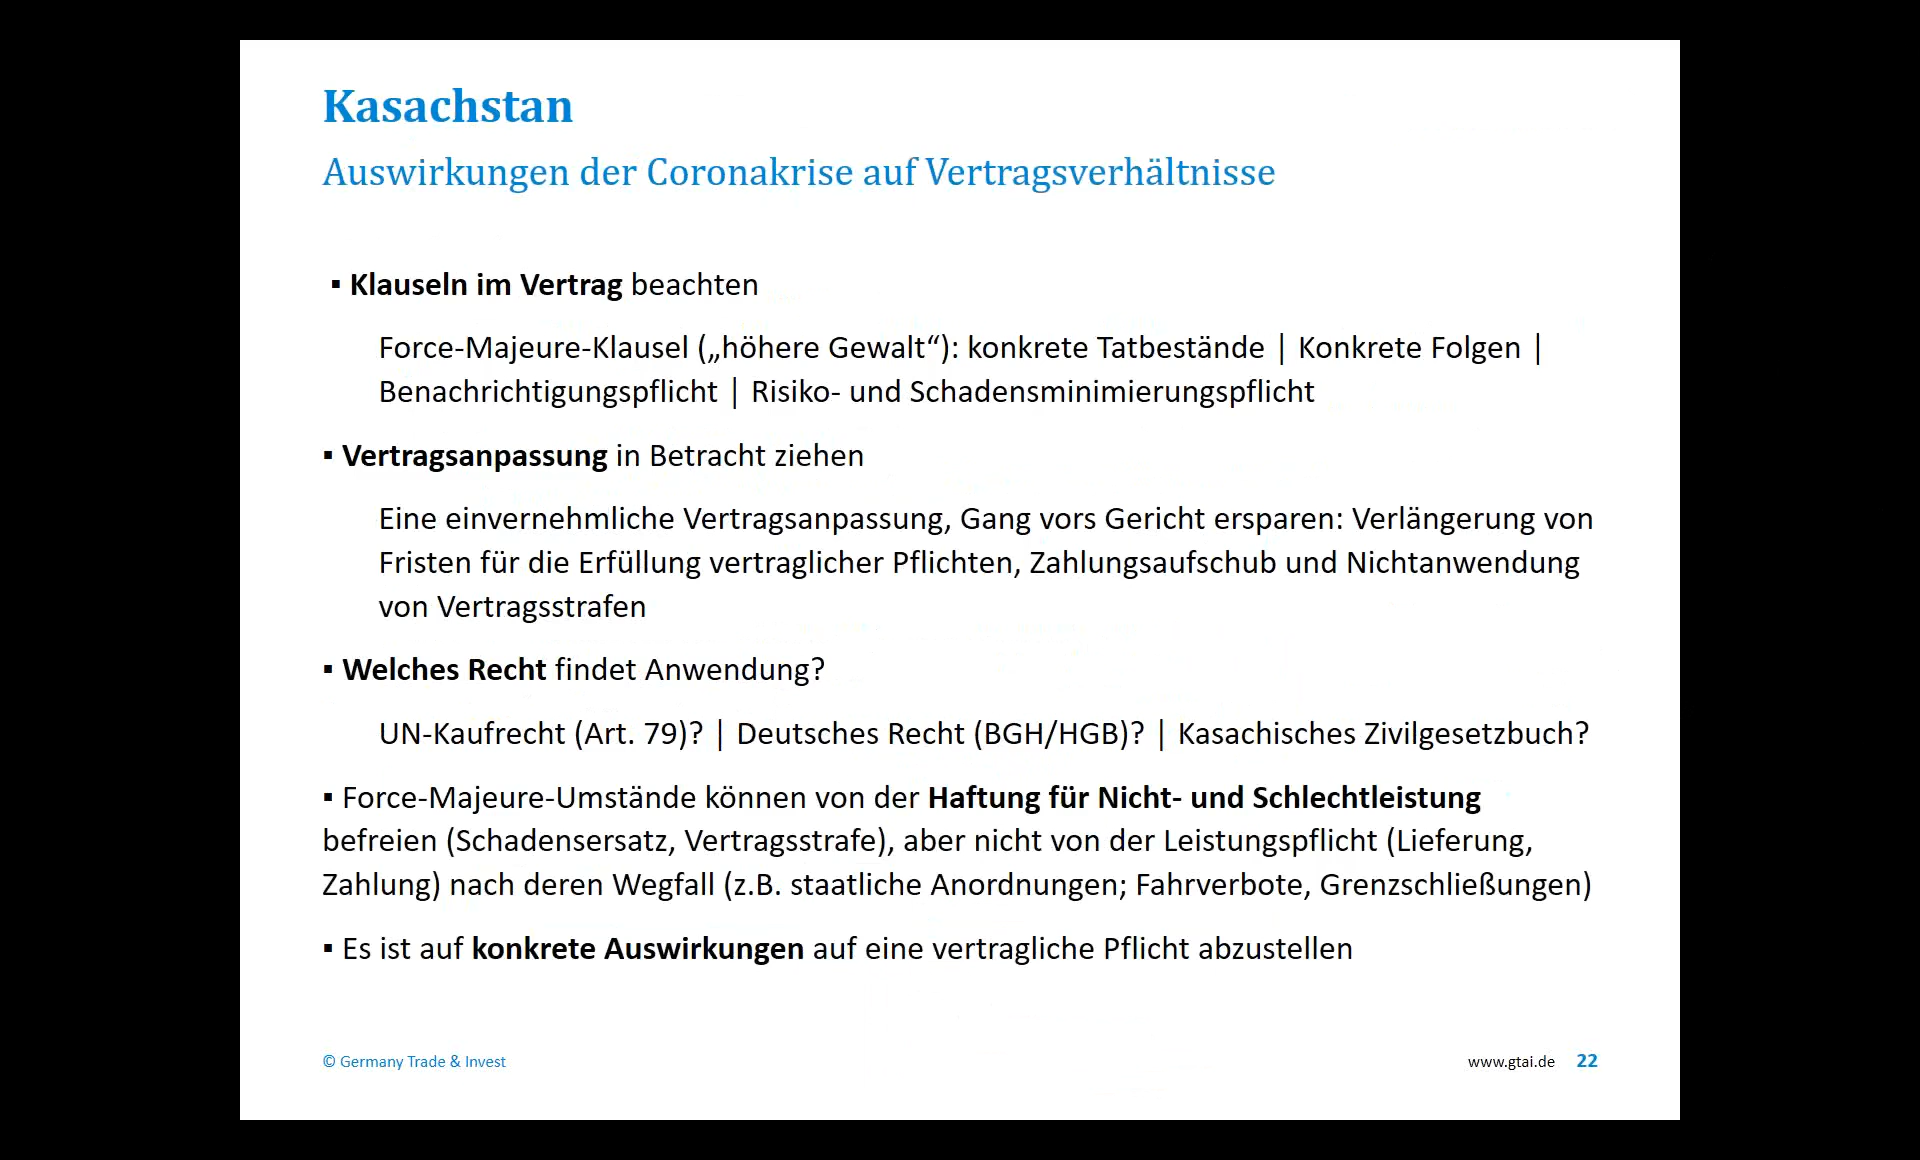 Kasachstan
Auswirkungen der Coronakrise auf Vertragsverhältnisse
▪ Klauseln im Vertrag beachten
Force-Majeure-Klausel („höhere Gewalt“): konkrete Tatbestände | Konkrete Folgen |
Benachrichtigungspflicht | Risiko- und Schadensminimierungspflicht
▪ Vertragsanpassung in Betracht ziehen
Eine einvernehmliche Vertragsanpassung, Gang vors Gericht ersparen: Verlängerung von
Fristen für die Erfüllung vertraglicher Pflichten, Zahlungsaufschub und Nichtanwendung
von Vertragsstrafen
▪ Welches Recht findet Anwendung?
UN-Kaufrecht (Art. 79)? | Deutsches Recht (BGH/HGB)? | Kasachisches Zivilgesetzbuch?
▪ Force-Majeure-Umstände können von der Haftung für Nicht- und Schlechtleistung
befreien (Schadensersatz, Vertragsstrafe), aber nicht von der Leistungspflicht (Lieferung,
Zahlung) nach deren Wegfall (z.B. staatliche Anordnungen; Fahrverbote, Grenzschließungen)
▪ Es ist auf konkrete Auswirkungen auf eine vertragliche Pflicht abzustellen
© Germany Trade & Invest
www.gtai.de 22